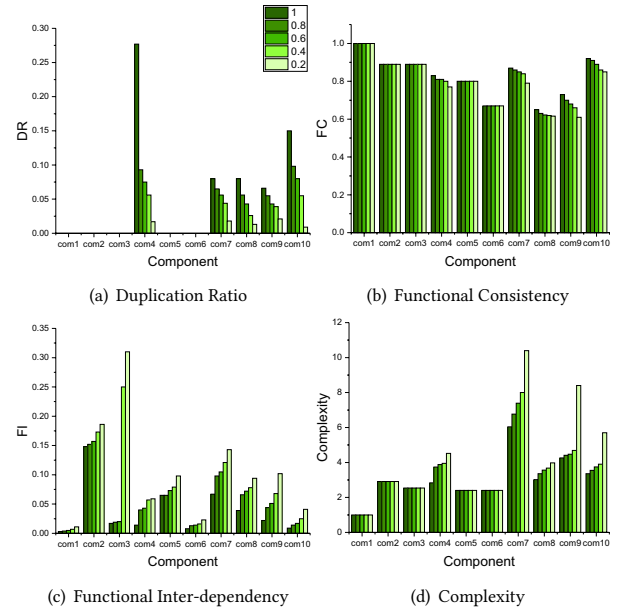 1
0.8
0.6
0.4
0.2
0.30
0.25
0.20
0.15
0.10
0.05
0.00
DR
com1 com2 com3 com4 com5 com6 com7 com8 com9 com10
Component
(a) Duplication Ratio
1.0
0.8
0.6
0.4
0.2
0.0
FC
com1 com2 com3 com4 com5 com6 com7 com8 com9 com10
Component
(b) Functional Consistency
0.35
0.30
0.25
0.20
0.15
0.10
0.05
0.00
FI
com1 com2 com3 com4 com5 com6 com7 com8 com9 com10
Component
(c) Functional Inter-dependency
12
10
8
6
4
2
0
Complexity
com1 com2 com3 com4 com5 com6 com7 com8 com9 com10
Component
(d) Complexity